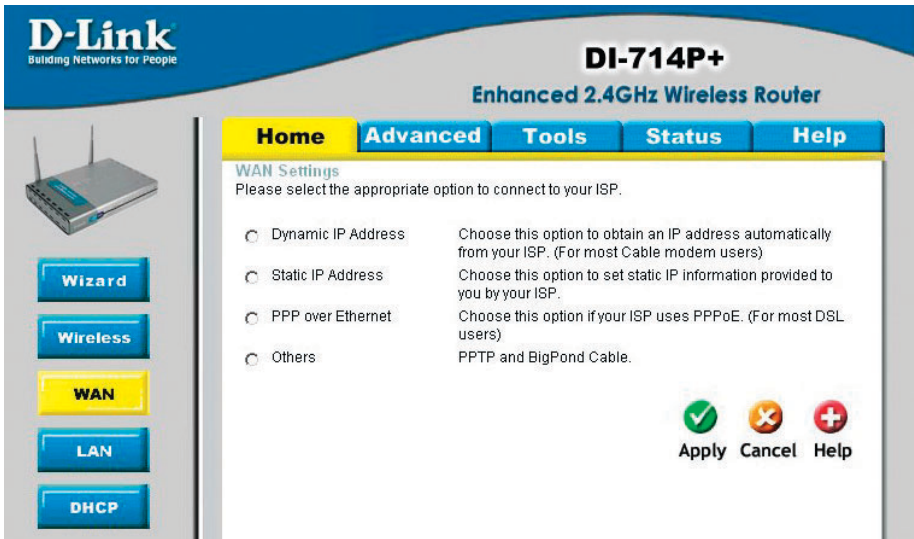 D-Link
Building Networks for People
DI-714P+
Enhanced 2.4GHz Wireless Router
Home Advanced Tools Status Help
WAN Settings
Please select the appropriate option to connect to your ISP.
Dynamic IP Address Choose this option to obtain an IP address automatically
from your ISP. (For most Cable modem users)
Static IP Address Choose this option to set static IP information provided to
you by your ISP.
PPP over Ethernet Choose this option if your ISP uses PPPoE. (For most DSL
users)
Others PPTP and BigPond Cable.
Apply Cancel Help
Wizard
Wireless
WAN
LAN
DHCP